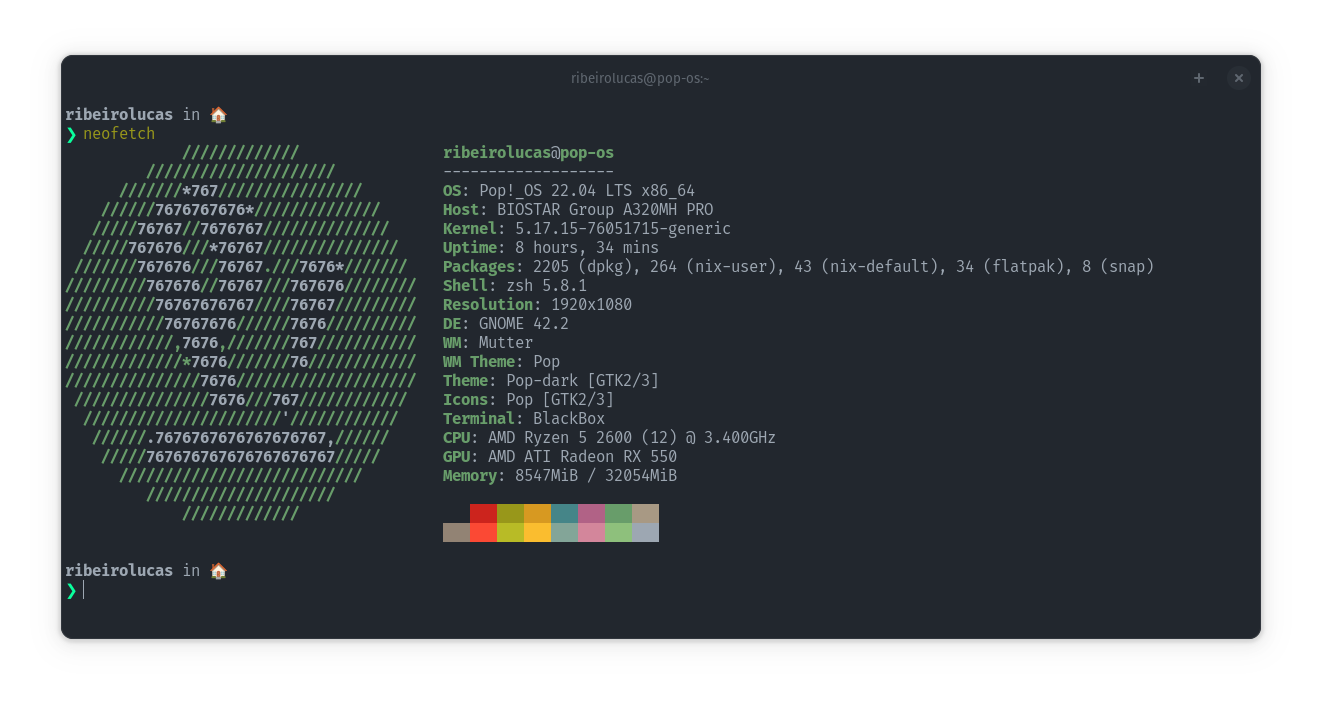 ribeirolucas@pop-os:~
ribeirolucas in 🏠
❯ neofetch
             /////////////                ribeirolucas@pop-os
         /////////////////////            -------------------
      ///////*767////////////////         OS: Pop!_OS 22.04 LTS x86_64
    //////7676767676*//////////////       Host: BIOSTAR Group A320MH PRO
   /////76767//7676767//////////////      Kernel: 5.17.15-76051715-generic
  /////767676///*76767///////////////     Uptime: 8 hours, 34 mins
 ///////767676///76767.///7676*///////    Packages: 2205 (dpkg), 264 (nix-user), 43 (nix-default), 34 (flatpak), 8 (snap)
/////////767676//76767///767676////////   Shell: zsh 5.8.1
//////////76767676767////76767/////////   Resolution: 1920x1080
///////////76767676//////7676//////////   DE: GNOME 42.2
////////////,7676,///////767///////////   WM: Mutter
/////////////*7676///////76////////////   WM Theme: Pop
///////////////7676////////////////////   Theme: Pop-dark [GTK2/3]
 ///////////////7676///767////////////    Icons: Pop [GTK2/3]
  //////////////////////'////////////     Terminal: BlackBox
   //////.7676767676767676767,//////      CPU: AMD Ryzen 5 2600 (12) @ 3.400GHz
    /////767676767676767676767/////       GPU: AMD ATI Radeon RX 550
      ///////////////////////////         Memory: 8547MiB / 32054MiB
         /////////////////////
             /////////////
ribeirolucas in 🏠
❯